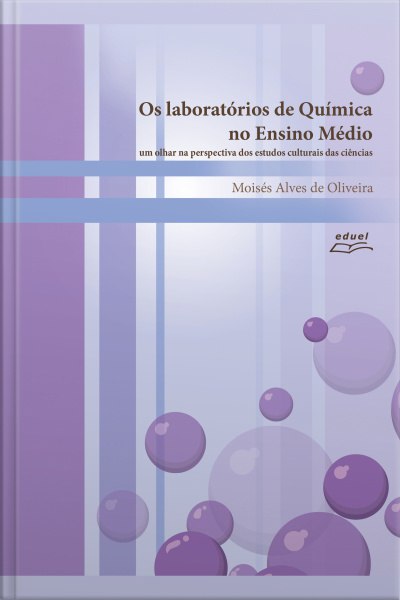 Os laboratórios de Química
no Ensino Médio
um olhar na perspectiva dos estudos culturais das ciências
Moisés Alves de Oliveira
eduel